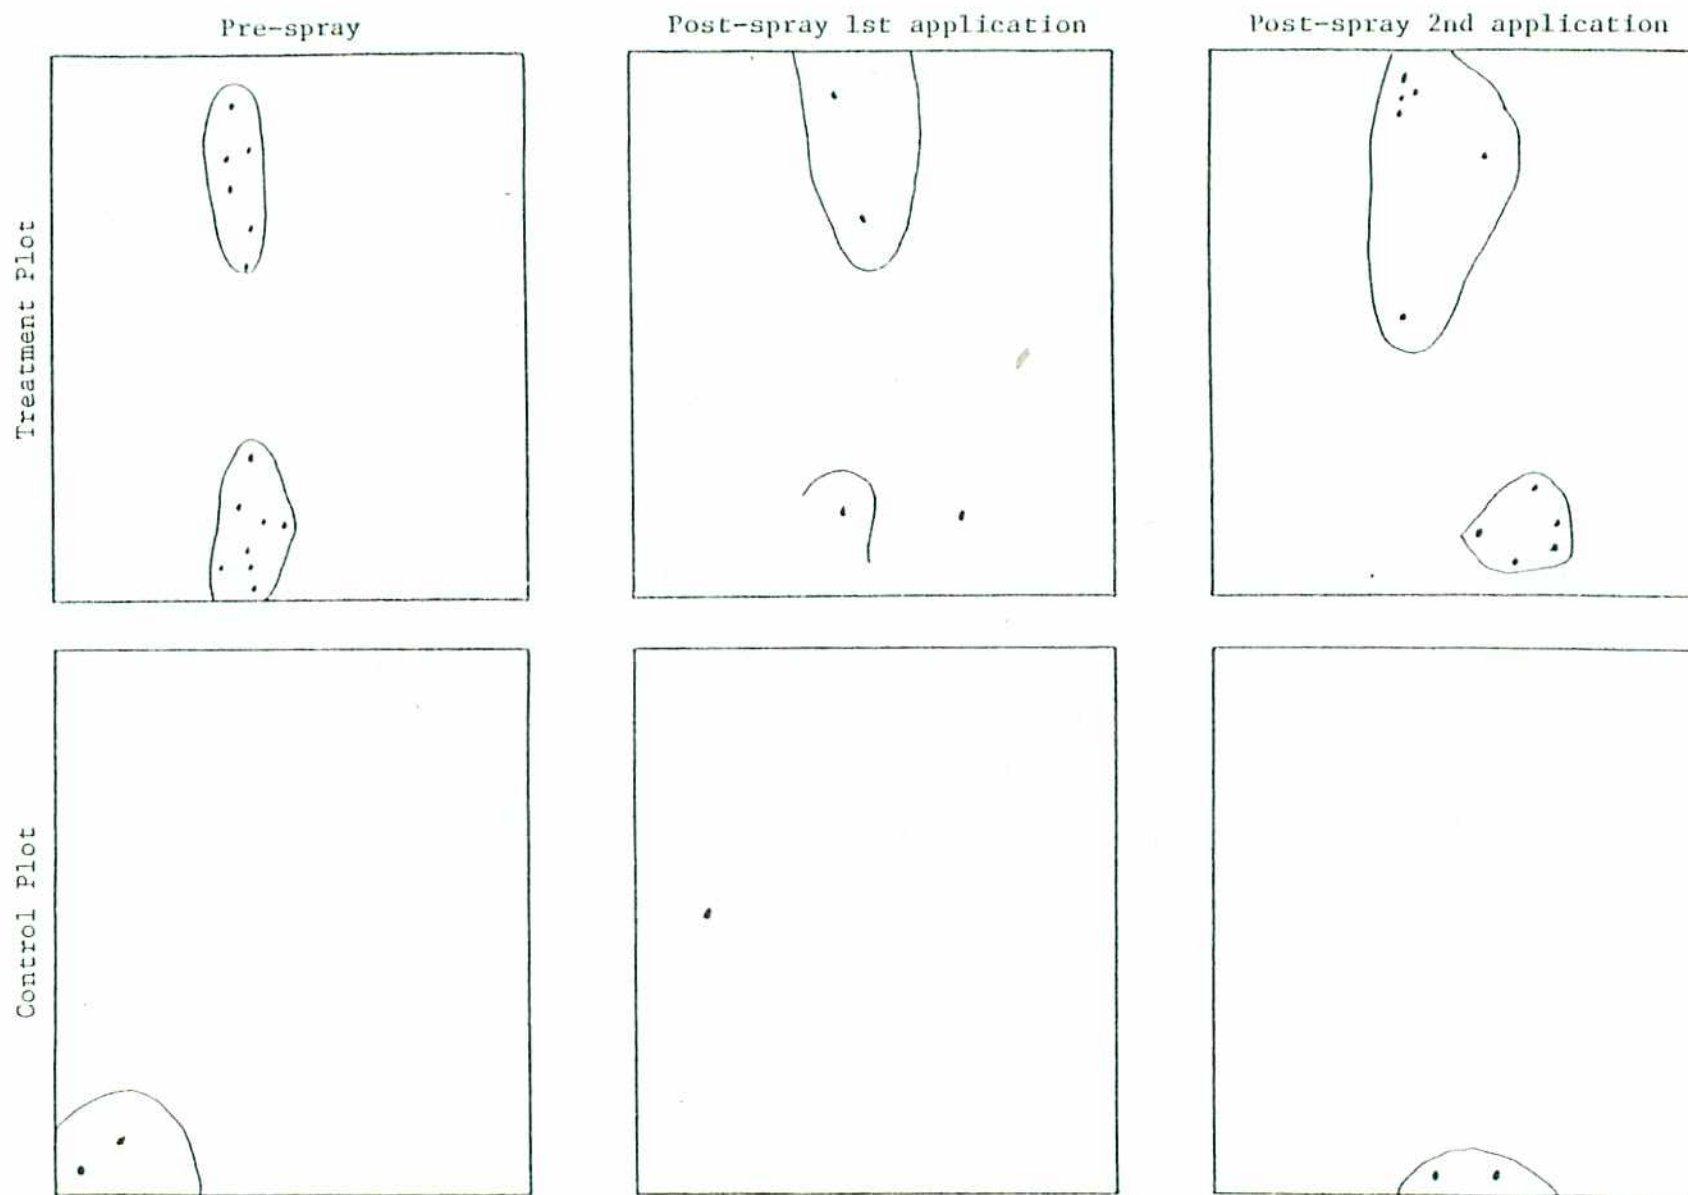 Pre-spray
Post-spray 1st application
Post-spray 2nd application
Treatment Plot
Control Plot